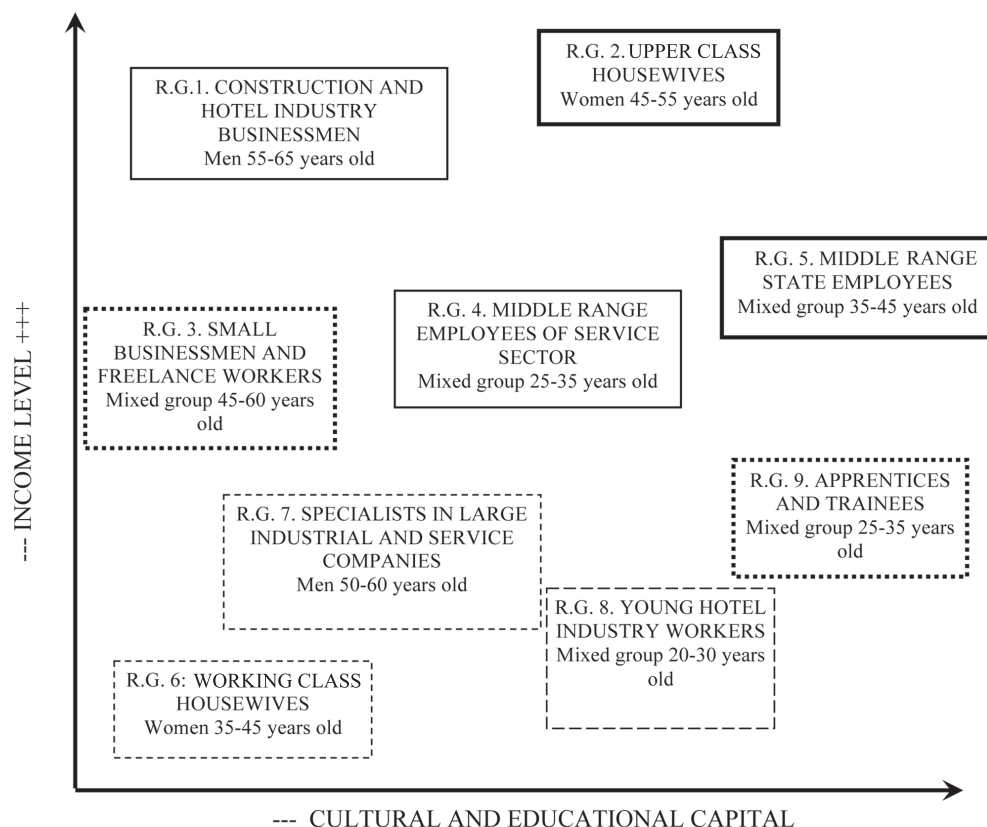 R.G. 2. UPPER CLASS
HOUSEWIVES
Women 45-55 years old
R.G.1. CONSTRUCTION AND
HOTEL INDUSTRY
BUSINESSMEN
Men 55-65 years old
R.G. 5. MIDDLE RANGE
STATE EMPLOYEES
Mixed group 35-45 years old
R.G. 4. MIDDLE RANGE
EMPLOYEES OF SERVICE
SECTOR
Mixed group 25-35 years old
R.G. 3. SMALL
BUSINESSMEN AND
FREELANCE WORKERS
Mixed group 45-60 years
old
R.G. 9. APPRENTICES
AND TRAINEES
Mixed group 25-35 years
old
R.G. 7. SPECIALISTS IN LARGE
INDUSTRIAL AND SERVICE
COMPANIES
Men 50-60 years old
R.G. 8. YOUNG HOTEL
INDUSTRY WORKERS
Mixed group 20-30 years
old
R.G. 6: WORKING CLASS
HOUSEWIVES
Women 35-45 years old
--- INCOME LEVEL +++
--- CULTURAL AND EDUCATIONAL CAPITAL